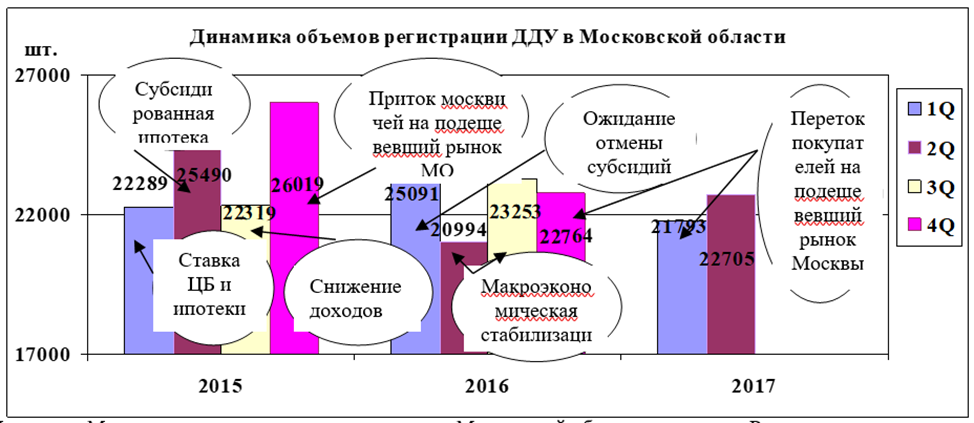 Динамика объемов регистрации ДДУ в Московской области
шт.
27000
22000
17000
Субсиди
рованная
ипотека
Приток москви
чей на подеше
вевший рынок
МО
Ожидание
отмены
субсидий
Переток
покупат
елей на
подеше
вевший
рынок
Москвы
1Q
2Q
3Q
4Q
22289
25490
22319
26019
25091
20994
23253
22764
21793
22705
Ставка
ЦБ и
ипотеки
Снижение
доходов
Макроэконо
мическая
стабилизаци
2015
2016
2017